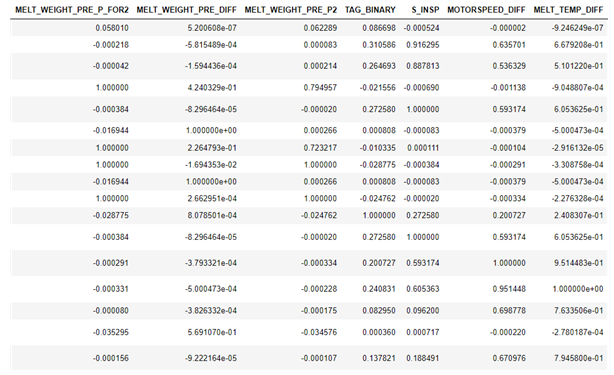 MELT_WEIGHT_PRE_P_FOR2 MELT_WEIGHT_PRE_DIFF MELT_WEIGHT_PRE_P2 TAG_BINARY S_INSP MOTORSPEED_DIFF MELT_TEMP_DIFF
0.058010 5.200608e-07 0.062289 0.086698 -0.000524 -0.000002 -9.246249e-07
-0.000218 -5.815489e-04 0.000083 0.310586 0.916295 0.635701 6.679208e-01
-0.000042 -1.594436e-04 0.000214 0.264693 0.887813 0.536329 5.101220e-01
1.000000 4.240329e-01 0.794957 -0.021556 -0.000690 -0.001138 -9.048807e-04
-0.000384 -8.296464e-05 -0.000020 0.272580 1.000000 0.593174 6.053625e-01
-0.016944 1.000000e+00 0.000266 0.000808 -0.000083 -0.000379 -5.000473e-04
1.000000 2.264793e-01 0.723217 -0.010335 0.000111 -0.000104 -2.916132e-05
1.000000 -1.694353e-02 1.000000 -0.028775 -0.000384 -0.000291 -3.308758e-04
-0.016944 1.000000e+00 0.000266 0.000808 -0.000083 -0.000379 -5.000473e-04
1.000000 2.662951e-04 1.000000 -0.024762 -0.000020 -0.000334 -2.276328e-04
-0.028775 8.078501e-04 -0.024762 1.000000 0.272580 0.200727 2.408307e-01
-0.000384 -8.296464e-05 -0.000020 0.272580 1.000000 0.593174 6.053625e-01
-0.000291 -3.793321e-04 -0.000334 0.200727 0.593174 1.000000 9.514483e-01
-0.000331 -5.000473e-04 -0.000228 0.240831 0.605363 0.951448 1.000000e+00
-0.000080 -3.826332e-04 -0.000175 0.082950 0.096200 0.698778 7.633506e-01
-0.035295 5.691070e-01 -0.034576 0.000360 0.000717 -0.000220 -2.780187e-04
-0.000156 -9.222164e-05 -0.000107 0.137821 0.188491 0.670976 7.945800e-01